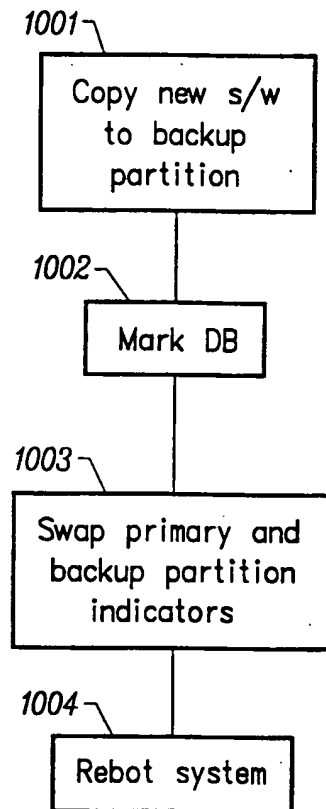 1001
Copy new s/w
to backup
partition
1002
Mark DB
1003
Swap primary and
backup partition
indicators
1004
Rebot system